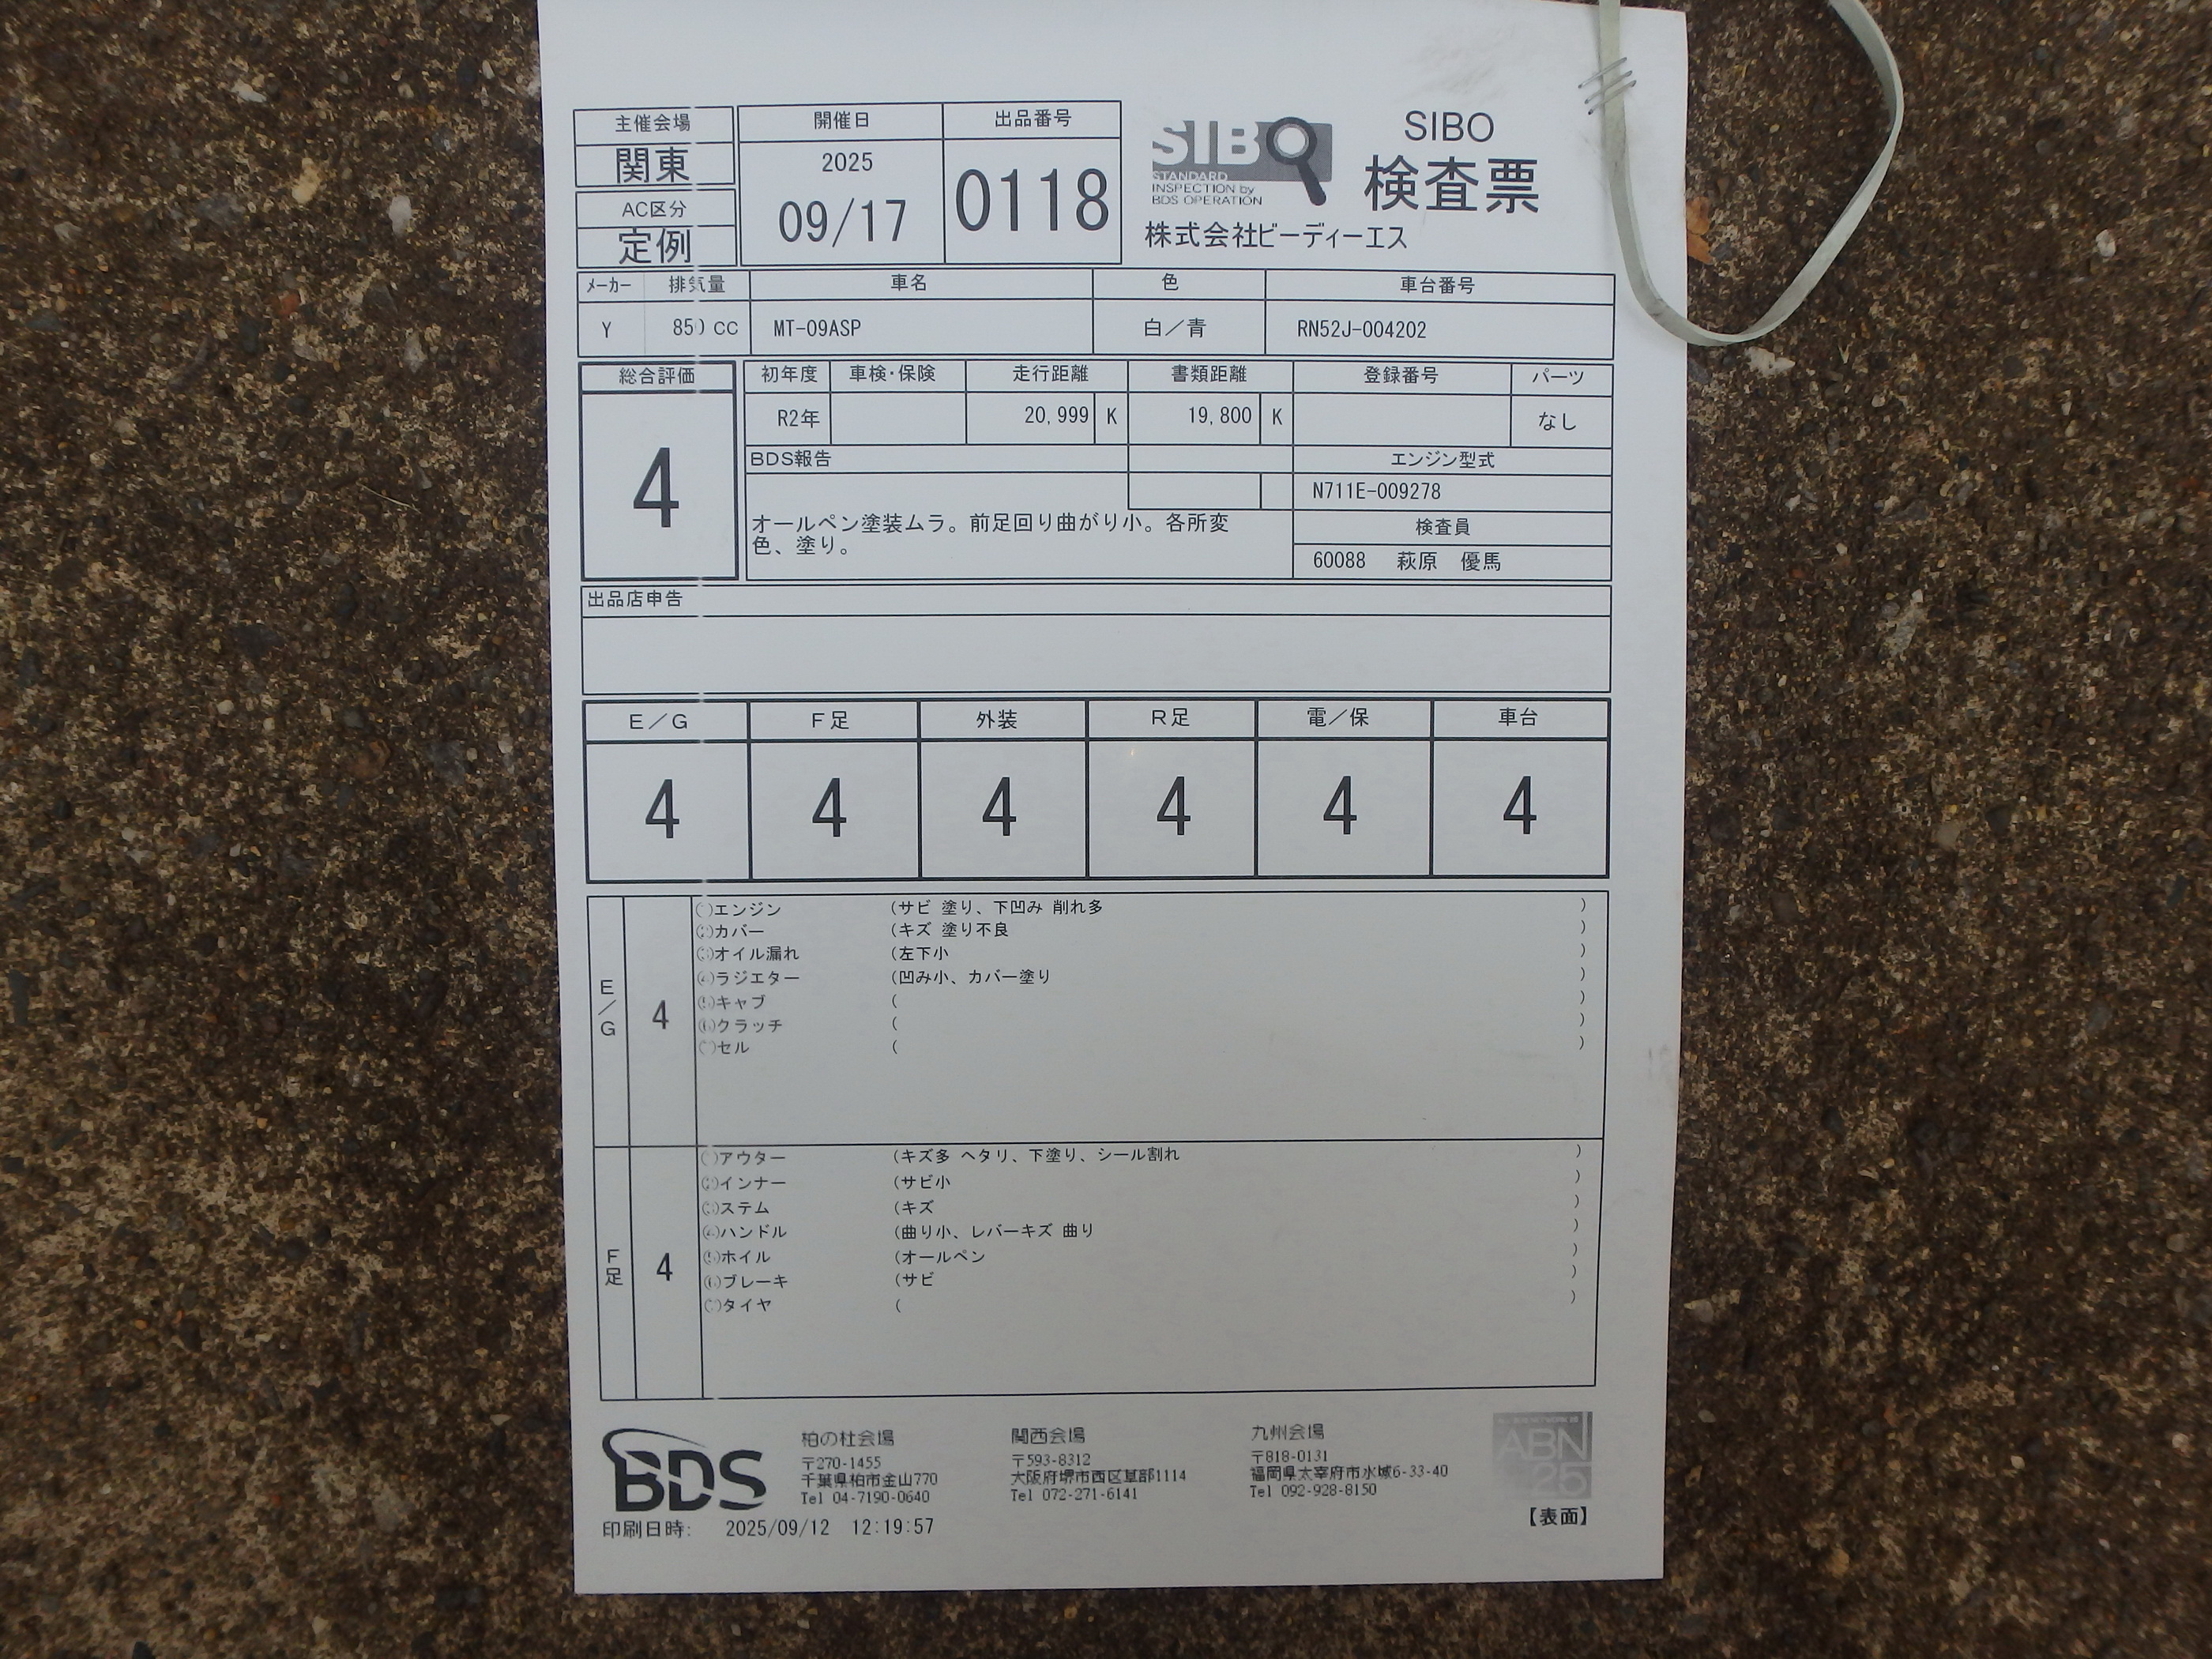 主催会場
関東
AC区分
定例
開催日
2025
09/17
出品番号
0118
SIBO
STANDARD
INSPECTION by
BDS OPERATION
SIBO
検査票
株式会社ビーディーエス
メーカー 排気量 車名 色 車台番号
Y 850 CC MT-09ASP 白／青 RN52J-004202
総合評価
4
初年度 車検・保険 走行距離 書類距離 登録番号 パーツ
R2年 20,999 K 19,800 K なし
BDS報告
オールペン塗装ムラ。前足回り曲がり小。各所変
色、塗り。
エンジン型式
N711E-009278
検査員
60088 萩原 優馬
出品店申告
E／G F足 外装 R足 電／保 車台
4 4 4 4 4 4
E／G
4
( )エンジン (サビ 塗り、下凹み 削れ多 )
(2)カバー (キズ 塗り不良 )
(3)オイル漏れ (左下小 )
(4)ラジエター (凹み小、カバー塗り )
(5)キャブ ( )
(6)クラッチ ( )
( )セル ( )
F足
4
( )アウター (キズ多 ヘタリ、下塗り、シール割れ )
(2)インナー (サビ小 )
(3)ステム (キズ )
(4)ハンドル (曲り小、レバーキズ 曲り )
(5)ホイル (オールペン )
(6)ブレーキ (サビ )
( )タイヤ ( )
BDS
柏の杜会場
〒270-1455
千葉県柏市金山770
Tel 04-7190-0640
関西会場
〒593-8312
大阪府堺市西区草部1114
Tel 072-271-6141
九州会場
〒818-0131
福岡県太宰府市水城6-33-40
Tel 092-928-8150
ABN
25
【表面】
印刷日時: 2025/09/12 12:19:57